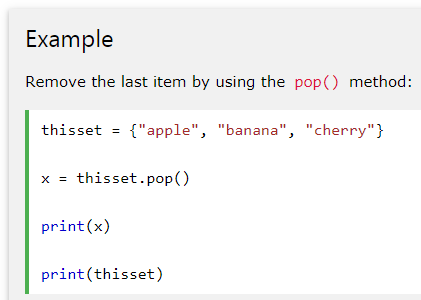 Example
Remove the last item by using the pop() method:
thisset = {"apple", "banana", "cherry"}
x = thisset.pop()
print(x)
print(thisset)